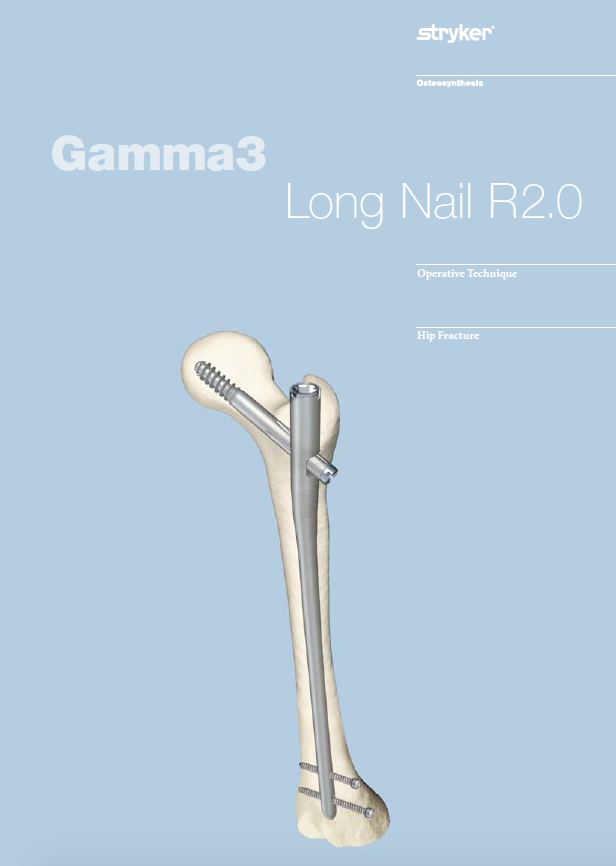 stryker®
Osteosynthesis
Gamma3
Long Nail R2.0
Operative Technique
Hip Fracture